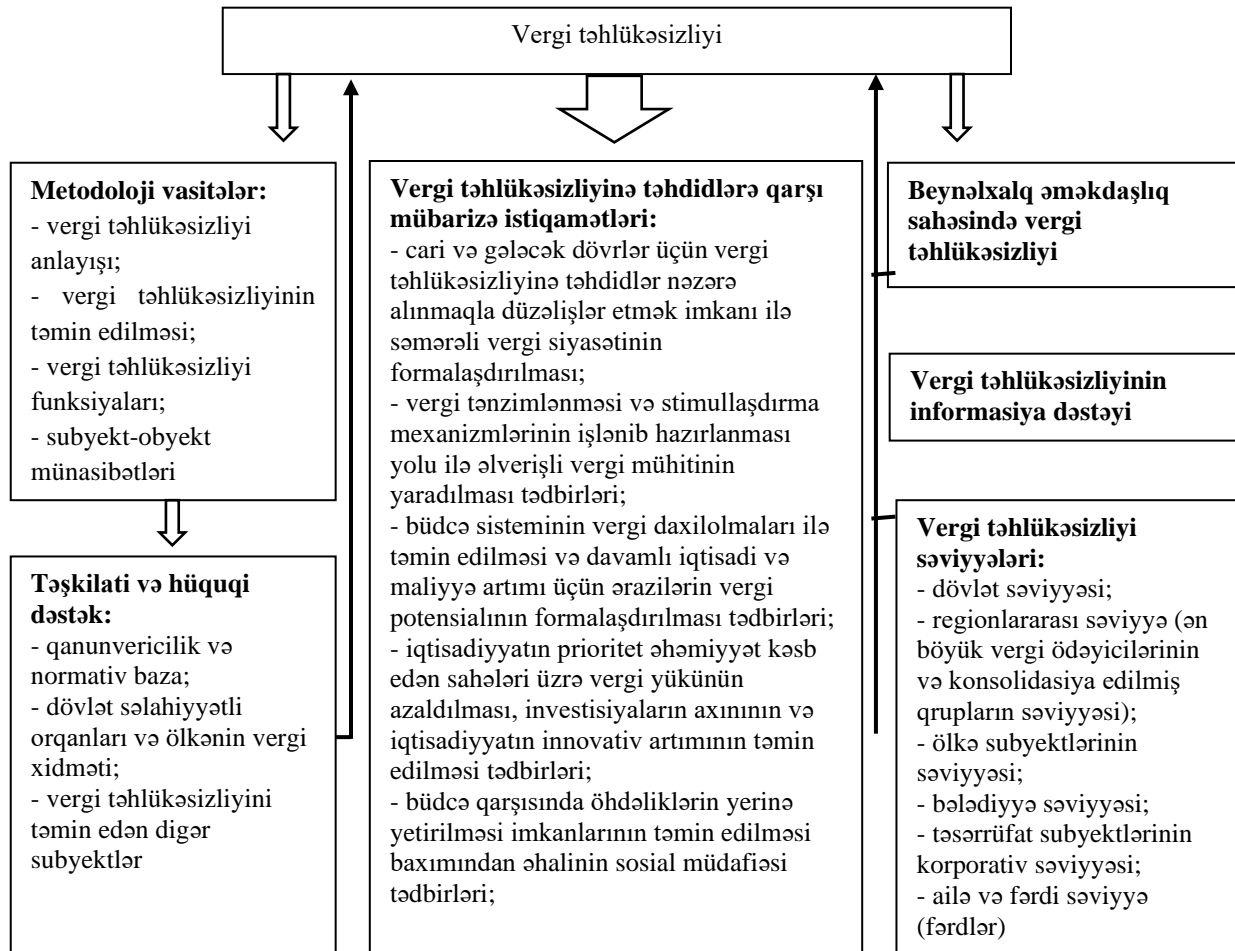 Vergi təhlükəsizliyi
Metodoloji vasitələr:
- vergi təhlükəsizliyi
anlayışı;
- vergi təhlükəsizliyinin
təmin edilməsi;
- vergi təhlükəsizliyi
funksiyaları;
- subyekt-obyekt
münasibətləri
Təşkilati və hüquqi
dəstək:
- qanunvericilik və
normativ baza;
- dövlət səlahiyyətli
orqanları və ölkənin vergi
xidməti;
- vergi təhlükəsizliyini
təmin edən digər
subyektlər
Vergi təhlükəsizliyinə təhdidlərə qarşı
mübarizə istiqamətləri:
- cari və gələcək dövrlər üçün vergi
təhlükəsizliyinə təhdidlər nəzərə
alınmaqla düzəlişlər etmək imkanı ilə
səmərəli vergi siyasətinin
formalaşdırılması;
- vergi tənzimlənməsi və stimullaşdırma
mexanizmlərinin işlənib hazırlanması
yolu ilə əlverişli vergi mühitinin
yaradılması tədbirləri;
- büdcə sisteminin vergi daxilolmaları ilə
təmin edilməsi və davamlı iqtisadi və
maliyyə artımı üçün ərazilərin vergi
potensialının formalaşdırılması tədbirləri;
- iqtisadiyyatın prioritet əhəmiyyət kəsb
edən sahələri üzrə vergi yükünün
azaldılması, investisiyaların axınının və
iqtisadiyyatın innovativ artımının təmin
edilməsi tədbirləri;
- büdcə qarşısında öhdəliklərin yerinə
yetirilməsi imkanlarının təmin edilməsi
baxımından əhalinin sosial müdafiəsi
tədbirləri;
Beynəlxalq əməkdaşlıq
sahəsində vergi
təhlükəsizliyi
Vergi təhlükəsizliyinin
informasiya dəstəyi
Vergi təhlükəsizliyi
səviyyələri:
- dövlət səviyyəsi;
- regionlararası səviyyə (ən
böyük vergi ödəyicilərinin
və konsolidasiya edilmiş
qrupların səviyyəsi);
- ölkə subyektlərinin
səviyyəsi;
- bələdiyyə səviyyəsi;
- təsərrüfat subyektlərinin
korporativ səviyyəsi;
- ailə və fərdi səviyyə
(fərdlər)